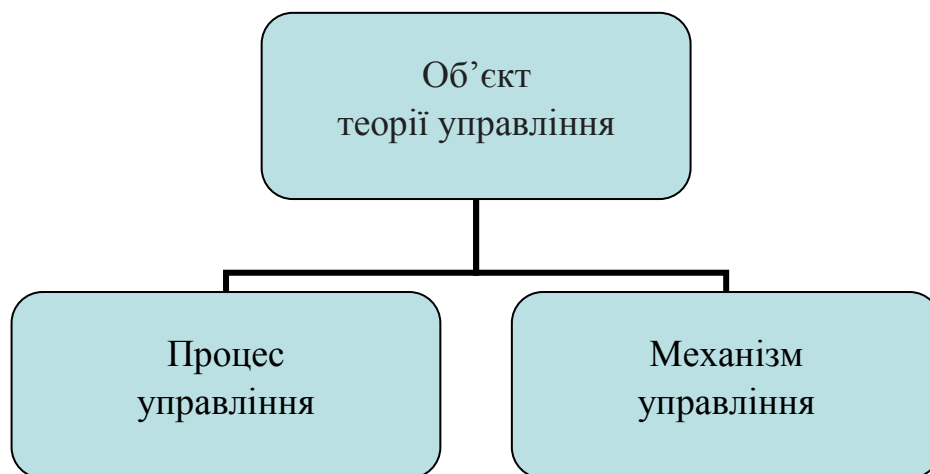 Об’єкт
теорії управління
Процес
управління
Механізм
управління